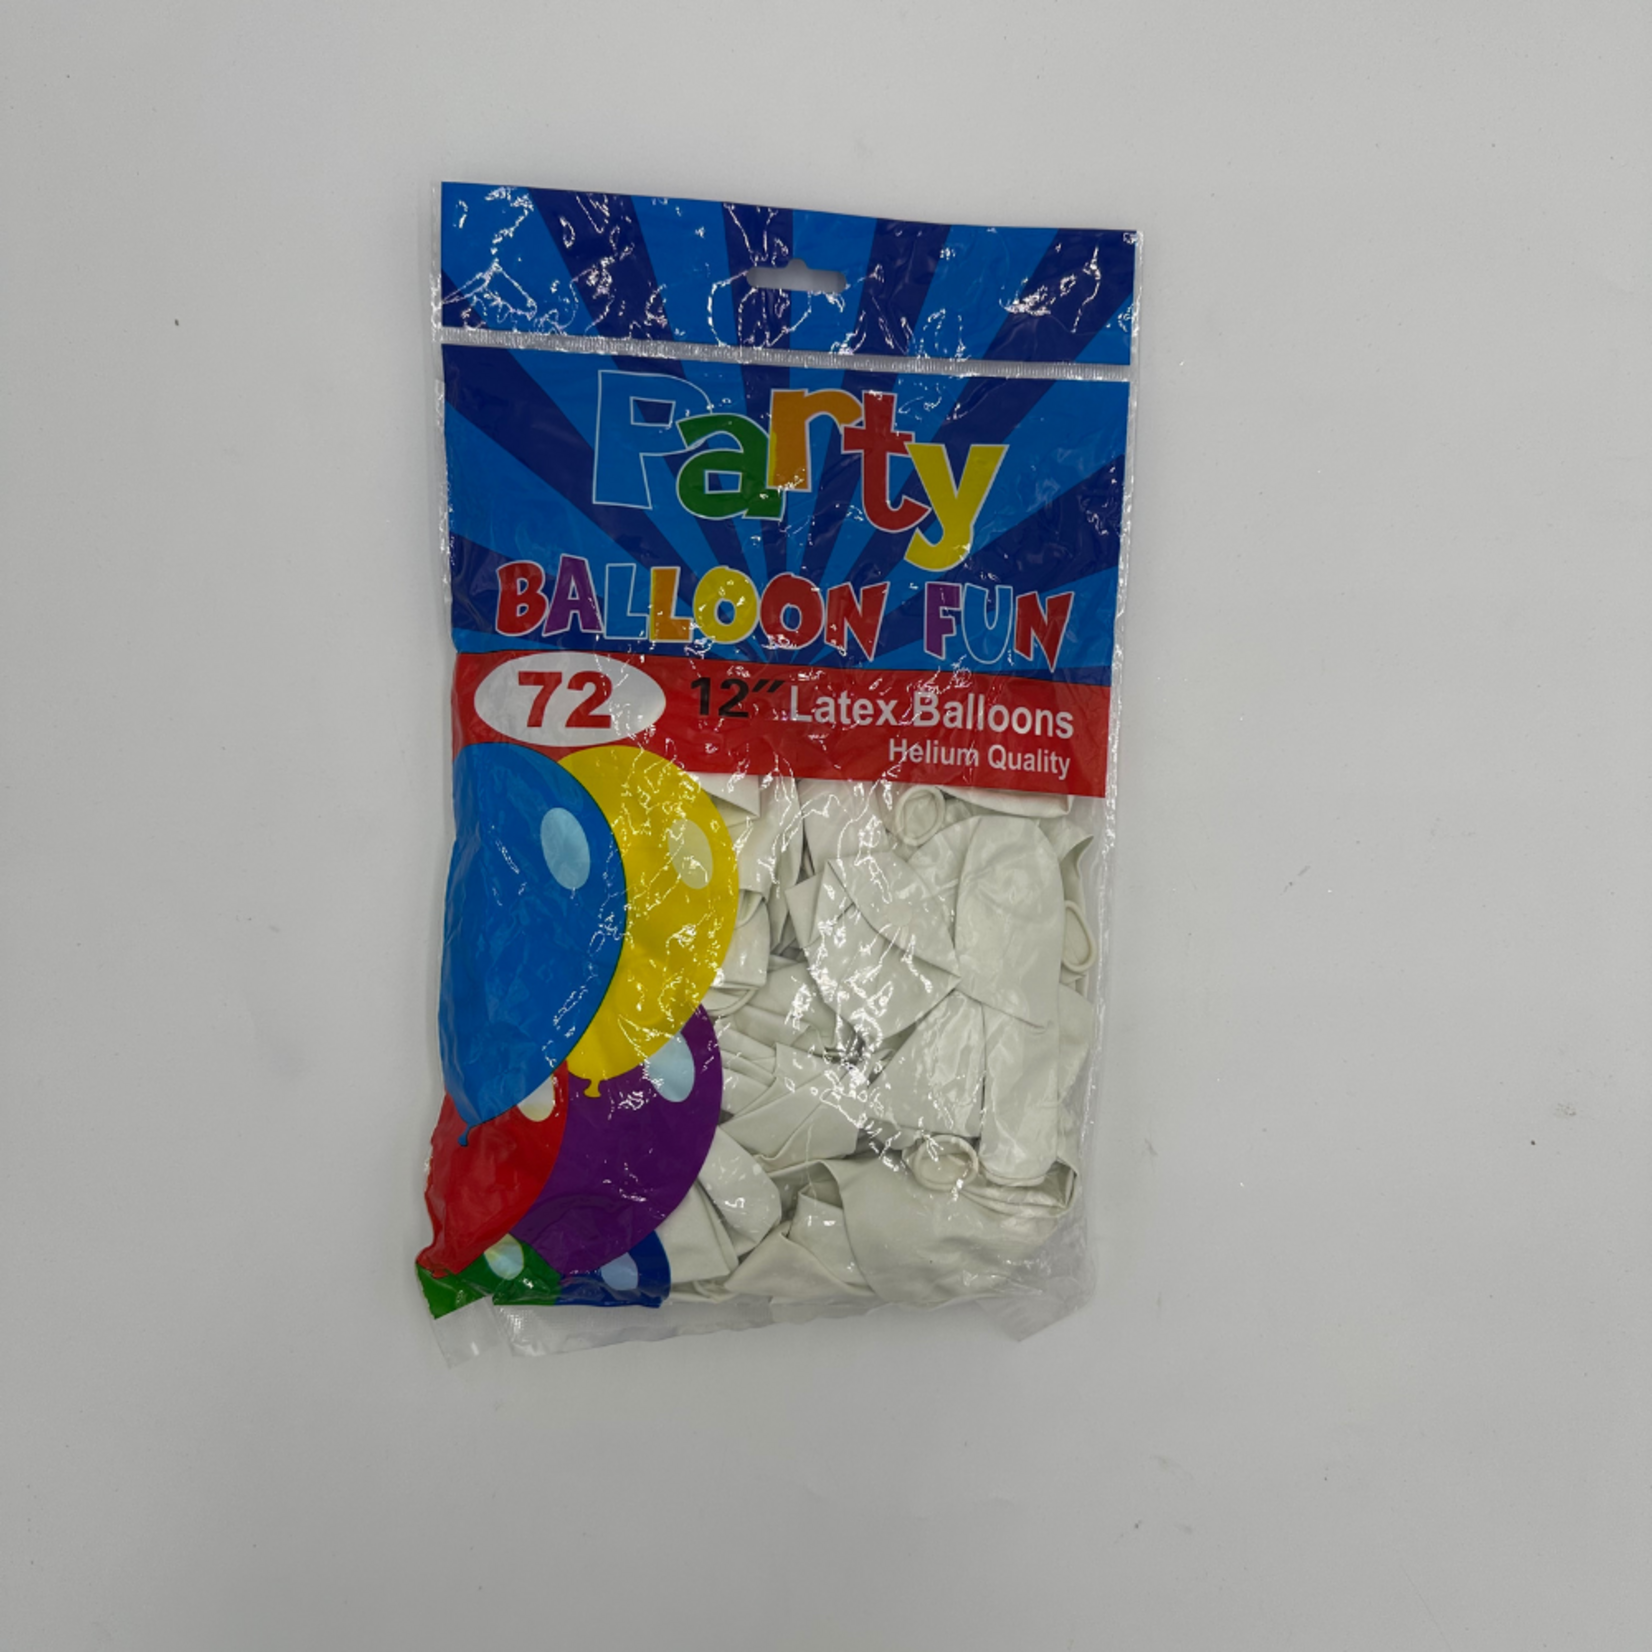 Party
BALLOON FUN
72 12" Latex Balloons
Helium Quality